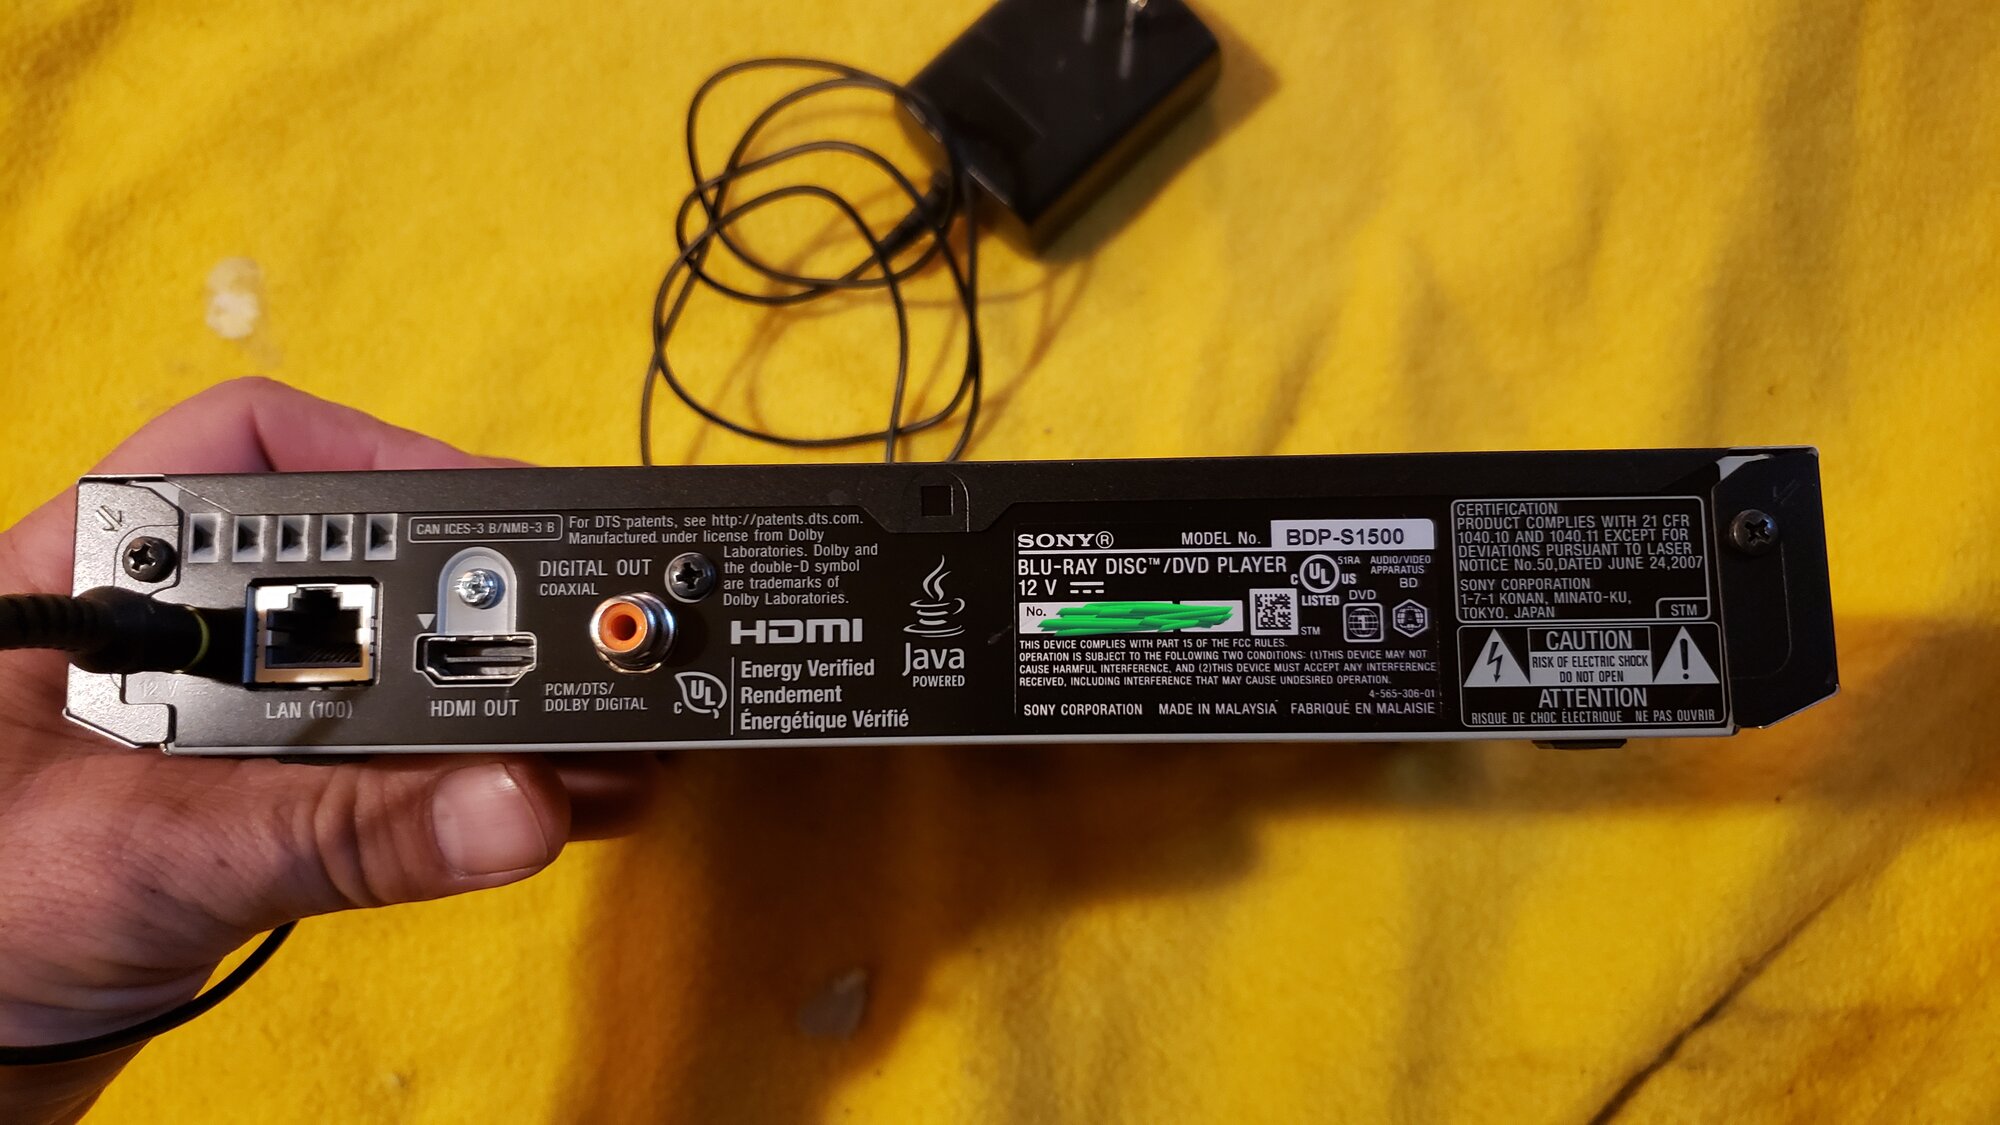 CAN ICES-3 B/NMB-3 B
For DTS patents, see http://patents.dts.com.
Manufactured under license from Dolby
Laboratories. Dolby and
the double-D symbol
are trademarks of
Dolby Laboratories.
12 V
LAN (100)
HDMI OUT
DIGITAL OUT
COAXIAL
PCM/DTS/
DOLBY DIGITAL
HDMI
C UL
Energy Verified
Rendement
Énergétique Vérifié
Java
POWERED
SONY®
MODEL No. BDP-S1500
BLU-RAY DISC™/DVD PLAYER
12 V
C UL US
LISTED
51RA AUDIO/VIDEO
APPARATUS
BD
DVD
No.
STM
THIS DEVICE COMPLIES WITH PART 15 OF THE FCC RULES.
OPERATION IS SUBJECT TO THE FOLLOWING TWO CONDITIONS: (1)THIS DEVICE MAY NOT
CAUSE HARMFUL INTERFERENCE, AND (2)THIS DEVICE MUST ACCEPT ANY INTERFERENCE
RECEIVED, INCLUDING INTERFERENCE THAT MAY CAUSE UNDESIRED OPERATION.
4-565-306-01
SONY CORPORATION MADE IN MALAYSIA FABRIQUÉ EN MALAISIE
CERTIFICATION
PRODUCT COMPLIES WITH 21 CFR
1040.10 AND 1040.11 EXCEPT FOR
DEVIATIONS PURSUANT TO LASER
NOTICE No.50,DATED JUNE 24,2007
SONY CORPORATION
1-7-1 KONAN, MINATO-KU,
TOKYO, JAPAN
STM
CAUTION
RISK OF ELECTRIC SHOCK
DO NOT OPEN
ATTENTION
RISQUE DE CHOC ÉLECTRIQUE NE PAS OUVRIR